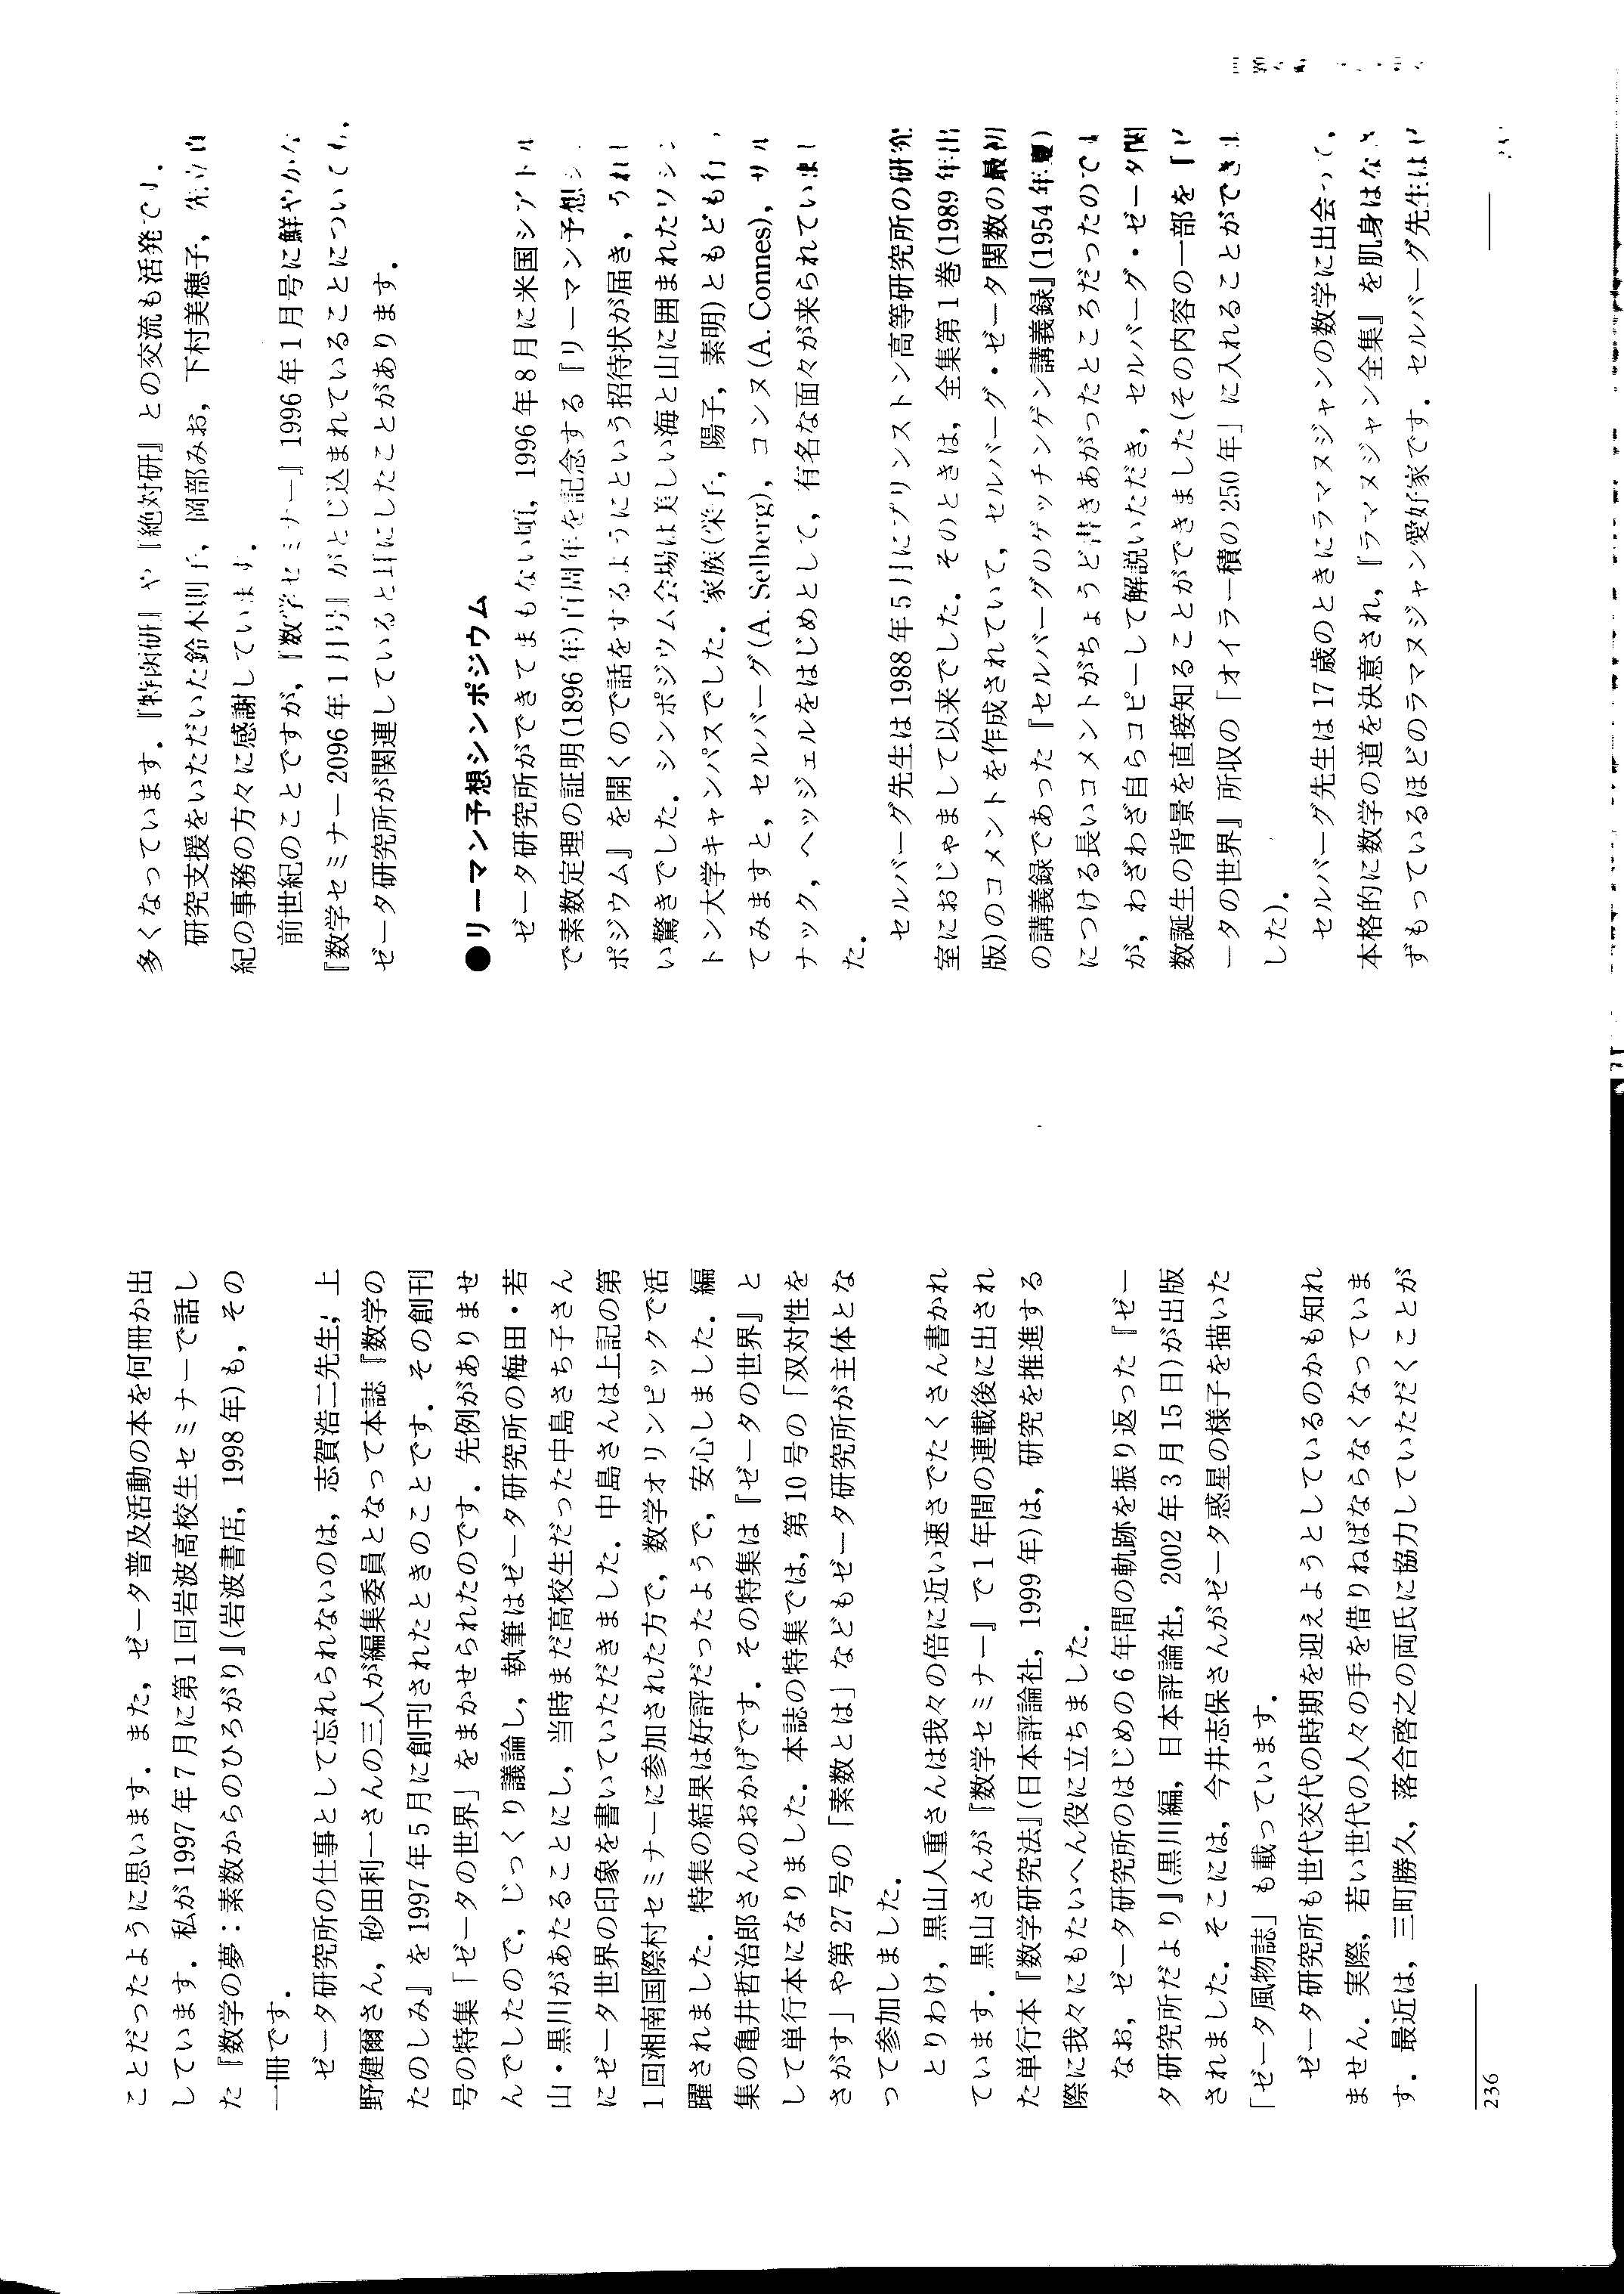 ことだったように思います．また，ゼータ普及活動の本を何冊か出
しています．私が1997年7月に第1回岩波高校生セミナーで話し
た『数学の夢：素数からのひろがり』(岩波書店，1998年)も，その
一冊です．
ゼータ研究所の仕事として忘れられないのは，志賀浩二先生，上
野健爾さん，砂田利一さんの三人が編集委員となって本誌『数学の
たのしみ』を1997年5月に創刊されたときのことです．その創刊
号の特集「ゼータの世界」をまかせられたのです．先例がありませ
んでしたので，じっくり議論し，執筆はゼータ研究所の梅田・若
山・黒川があたることにし，当時まだ高校生だった中島さち子さん
にゼータ世界の印象を書いていただきました．中島さんは上記の第
1回湘南国際村セミナーに参加された方で，数学オリンピックで活
躍されました．特集の結果は好評だったようで，安心しました．編
集の亀井哲治郎さんのおかげです．その特集は『ゼータの世界』と
して単行本になりました．本誌の特集では，第10号の「双対性を
さがす」や第27号の「素数とは」などもゼータ研究所が主体とな
って参加しました．
とりわけ，黒山人重さんは我々の倍に近い速さでたくさん書かれ
ています．黒山さんが『数学セミナー』で1年間の連載後に出され
た単行本『数学研究法』(日本評論社，1999年)は，研究を推進する
際に我々にもたいへん役に立ちました．
なお，ゼータ研究所のはじめの6年間の軌跡を振り返った『ゼー
タ研究所だより』(黒川編，日本評論社，2002年3月15日)が出版
されました．そこには，今井志保さんがゼータ惑星の様子を描いた
「ゼータ風物誌」も載っています．
ゼータ研究所も世代交代の時期を迎えようとしているのかも知れ
ません．実際，若い世代の人々の手を借りねばならなくなっていま
す．最近は，三町勝久，落合啓之の両氏に協力していただくことが
236
多くなっています．『特函研』や『絶対研』との交流も活発です．
研究支援をいただいた鈴木則子，岡部みお，下村美穂子，
紀の事務の方々に感謝しています．
前世紀のことですが，『数学セミナー』1996年1月号に鮮やかな
『数学セミナー2096年1月号』がとじ込まれていることについても，
ゼータ研究所が関連していると耳にしたことがあります．
●リーマン予想シンポジウム
ゼータ研究所ができてまもない頃，1996年8月に米国シアトル
で素数定理の証明(1896年)百周年を記念する『リーマン予想シ
ポジウム』を開くので話をするようにという招待状が届き，うれし
い驚きでした．シンポジウム会場は美しい海と山に囲まれたワシン
トン大学キャンパスでした．家族(栄子，陽子，素明)ともども行っ
てみますと，セルバーグ(A. Selberg)，コンヌ(A. Connes)，サル
ナック，ヘッジェルをはじめとして，有名な面々が来られていまし
た．
セルバーグ先生は1988年5月にプリンストン高等研究所の研究
室におじゃまして以来でした．そのときは，全集第1巻(1989年出
版)のコメントを作成されていて，セルバーグ・ゼータ関数の最初
の講義録であった『セルバーグのゲッチンゲン講義録』(1954年夏)
につける長いコメントがちょうど書きあがったところだったのです
が，わざわざ自らコピーして解説いただき，セルバーグ・ゼータ関
数誕生の背景を直接知ることができました(その内容の一部を『ゼ
ータの世界』所収の「オイラー積の250年」に入れることができま
した)．
セルバーグ先生は17歳のときにラマヌジャンの数学に出会って，
本格的に数学の道を決意され，『ラマヌジャン全集』を肌身はなさ
ずもっているほどのラマヌジャン愛好家です．セルバーグ先生は